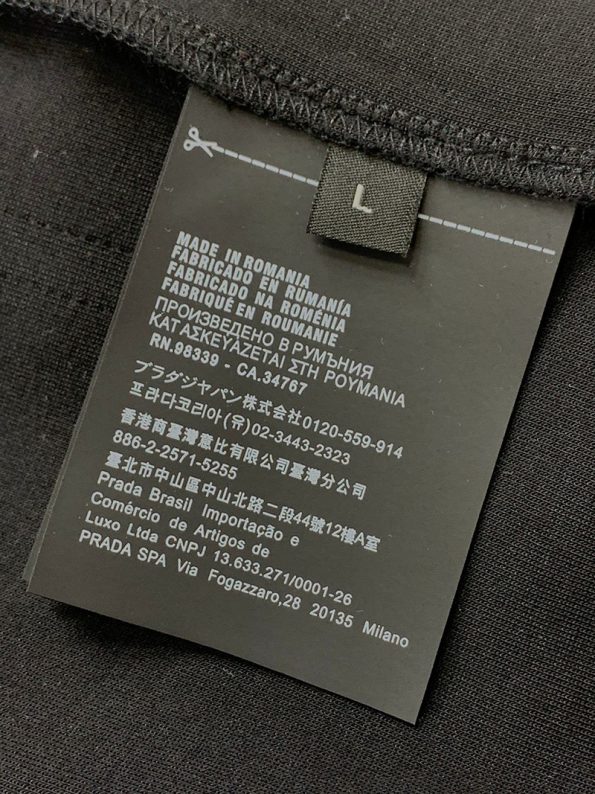 L
MADE IN ROMANIA
FABRICADO EN RUMANÍA
FABRICADO NA ROMÉNIA
FABRIQUÉ EN ROUMANIE
ПРОИЗВЕДЕНО В РУМЪНИЯ
ΚΑΤΑΣΚΕΥΑΖΕΤΑΙ ΣΤΗ ΡΟΥΜΑΝΙΑ
RN.98339 - CA.34767
プラダジャパン株式会社0120-559-914
프라다코리아(유)02-3443-2323
香港商臺灣意比有限公司臺灣分公司
886-2-2571-5255
臺北市中山區中山北路二段44號12樓A室
Prada Brasil Importação e
Comércio de Artigos de
Luxo Ltda CNPJ 13.633.271/0001-26
PRADA SPA Via Fogazzaro,28 20135 Milano